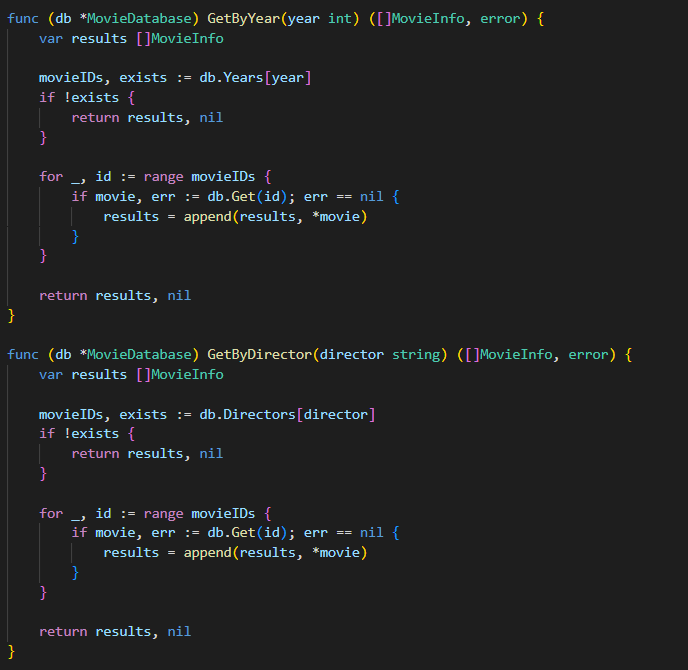 func (db *MovieDatabase) GetByYear(year int) ([]MovieInfo, error) {
    var results []MovieInfo

    movieIDs, exists := db.Years[year]
    if !exists {
        return results, nil
    }

    for _, id := range movieIDs {
        if movie, err := db.Get(id); err == nil {
            results = append(results, *movie)
        }
    }

    return results, nil
}

func (db *MovieDatabase) GetByDirector(director string) ([]MovieInfo, error) {
    var results []MovieInfo

    movieIDs, exists := db.Directors[director]
    if !exists {
        return results, nil
    }

    for _, id := range movieIDs {
        if movie, err := db.Get(id); err == nil {
            results = append(results, *movie)
        }
    }

    return results, nil
}